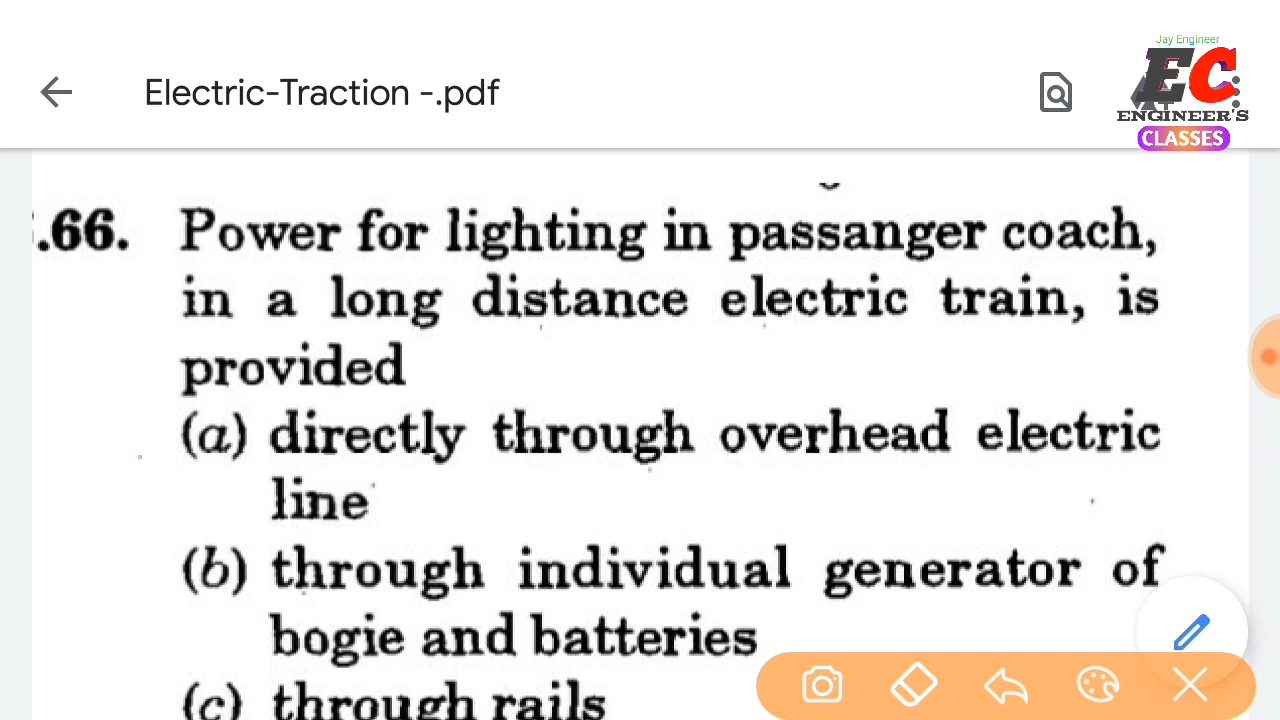 Jay Engineer
Electric-Traction -.pdf
EC
ENGINEER'S
CLASSES
.66. Power for lighting in passanger coach,
in a long distance electric train, is
provided
(a) directly through overhead electric
line
(b) through individual generator of
bogie and batteries
(c) through rails